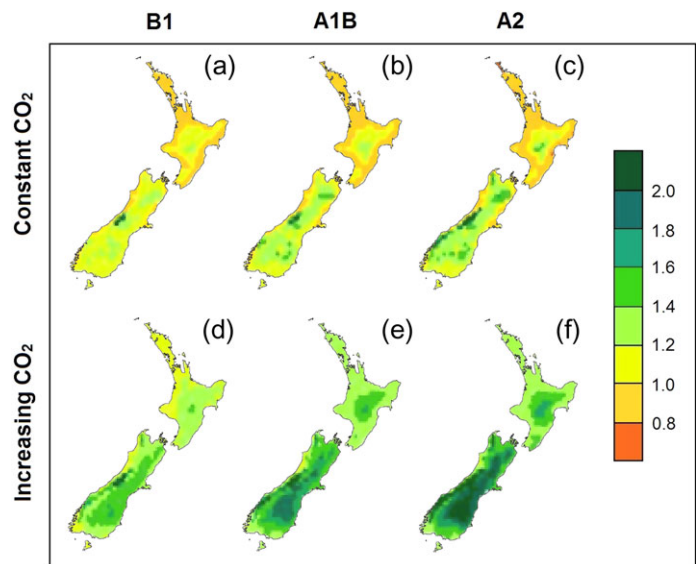 B1 A1B A2
Constant CO₂
(a) (b) (c)
2.0
1.8
1.6
1.4
1.2
1.0
0.8
Increasing CO₂
(d) (e) (f)